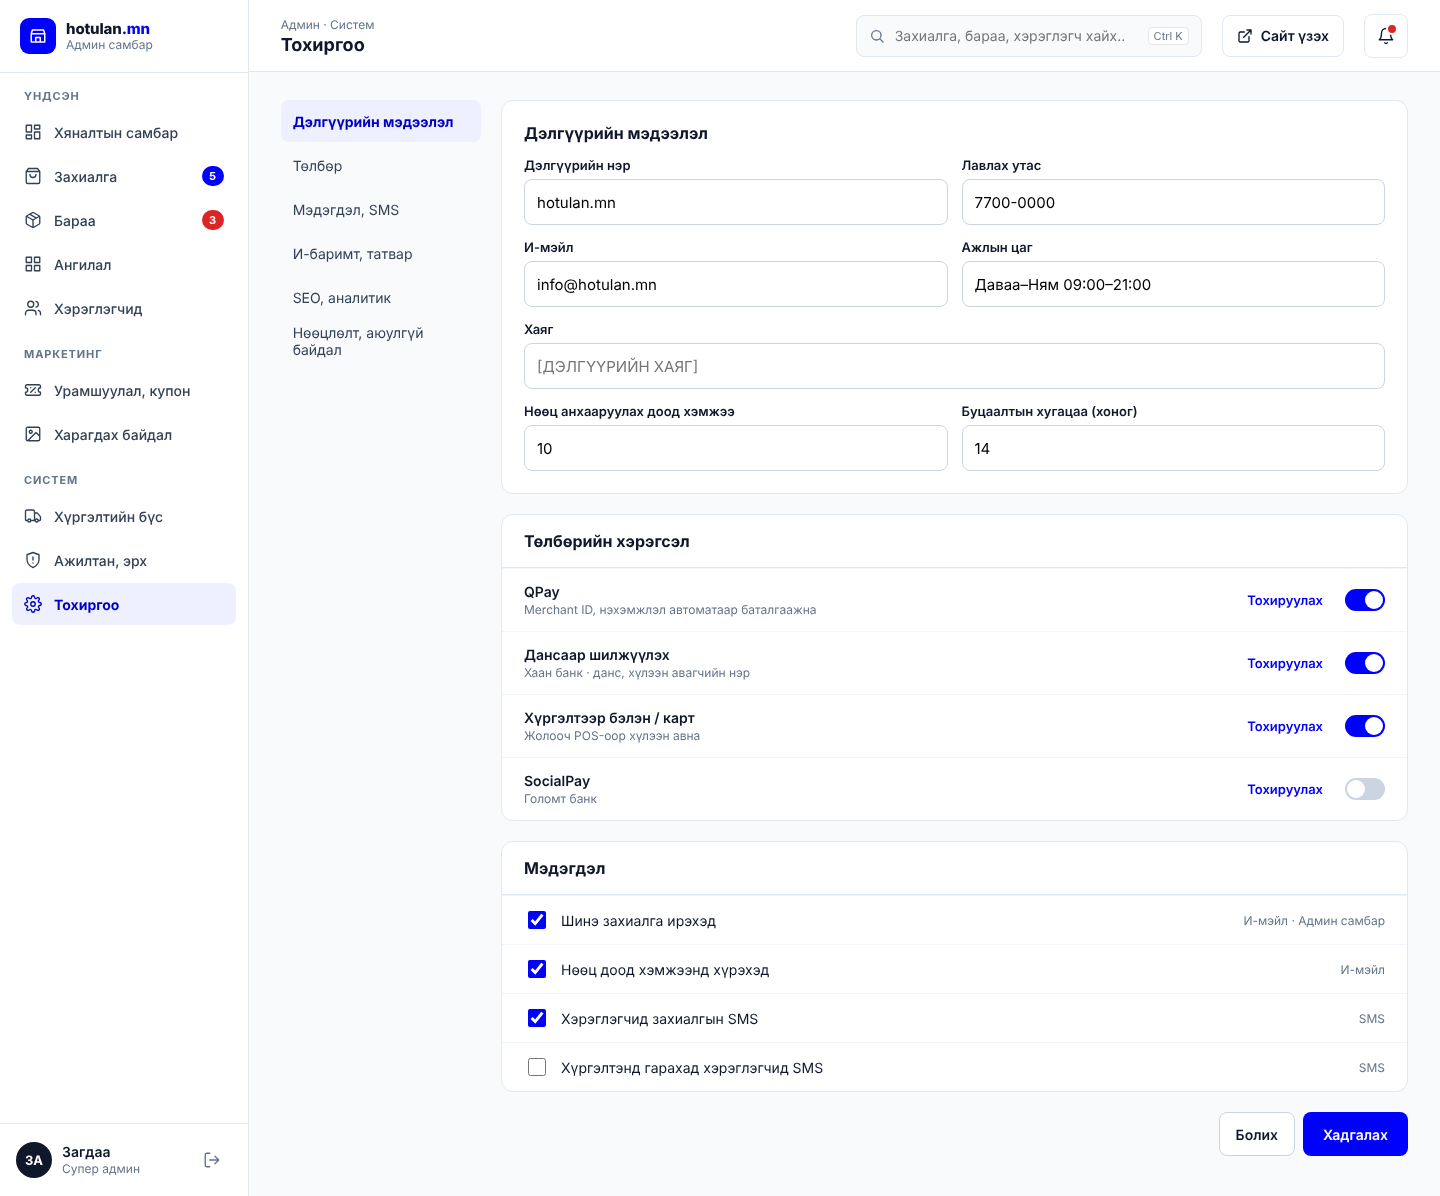 hotulan.mn
Админ самбар
ҮНДСЭН
Хяналтын самбар
Захиалга 5
Бараа 3
Ангилал
Хэрэглэгчид
МАРКЕТИНГ
Урамшуулал, купон
Харагдах байдал
СИСТЕМ
Хүргэлтийн бүс
Ажилтан, эрх
Тохиргоо
ЗА
Загдаа
Супер админ
Админ · Систем
Тохиргоо
Захиалга, бараа, хэрэглэгч хайх..
Ctrl K
Сайт үзэх
Дэлгүүрийн мэдээлэл
Төлбөр
Мэдэгдэл, SMS
И-баримт, татвар
SEO, аналитик
Нөөцлөлт, аюулгүй
байдал
Дэлгүүрийн мэдээлэл
Дэлгүүрийн нэр
hotulan.mn
Лавлах утас
7700-0000
И-мэйл
info@hotulan.mn
Ажлын цаг
Даваа–Ням 09:00–21:00
Хаяг
[ДЭЛГҮҮРИЙН ХАЯГ]
Нөөц анхааруулах доод хэмжээ
10
Буцаалтын хугацаа (хоног)
14
Төлбөрийн хэрэгсэл
QPay
Merchant ID, нэхэмжлэл автоматаар баталгаажна
Тохируулах
Дансаар шилжүүлэх
Хаан банк · данс, хүлээн авагчийн нэр
Тохируулах
Хүргэлтээр бэлэн / карт
Жолооч POS-оор хүлээн авна
Тохируулах
SocialPay
Голомт банк
Тохируулах
Мэдэгдэл
Шинэ захиалга ирэхэд
И-мэйл · Админ самбар
Нөөц доод хэмжээнд хүрэхэд
И-мэйл
Хэрэглэгчид захиалгын SMS
SMS
Хүргэлтэнд гарахад хэрэглэгчид SMS
SMS
Болих
Хадгалах